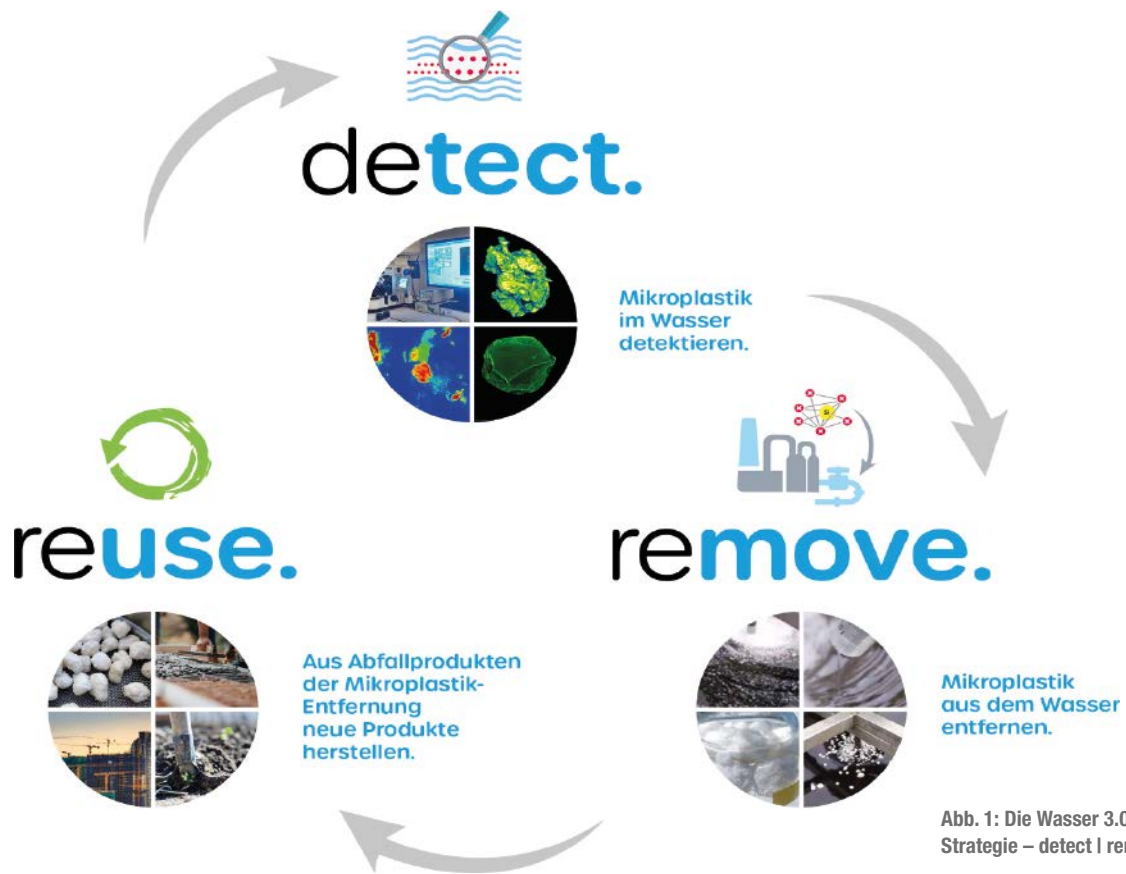 detect.
Mikroplastik
im Wasser
detektieren.
remove.
Mikroplastik
aus dem Wasser
entfernen.
reuse.
Aus Abfallprodukten
der Mikroplastik-
Entfernung
neue Produkte
herstellen.
Abb. 1: Die Wasser 3.0
Strategie – detect |